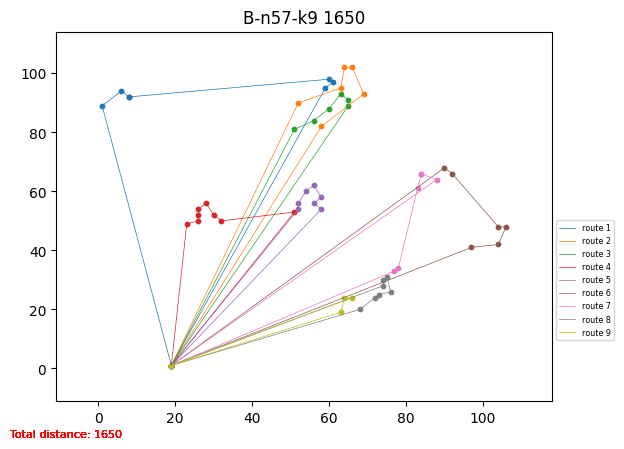 B-n57-k9 1650
100
80
60
40
20
0
0 20 40 60 80 100
route 1
route 2
route 3
route 4
route 5
route 6
route 7
route 8
route 9
Total distance: 1650